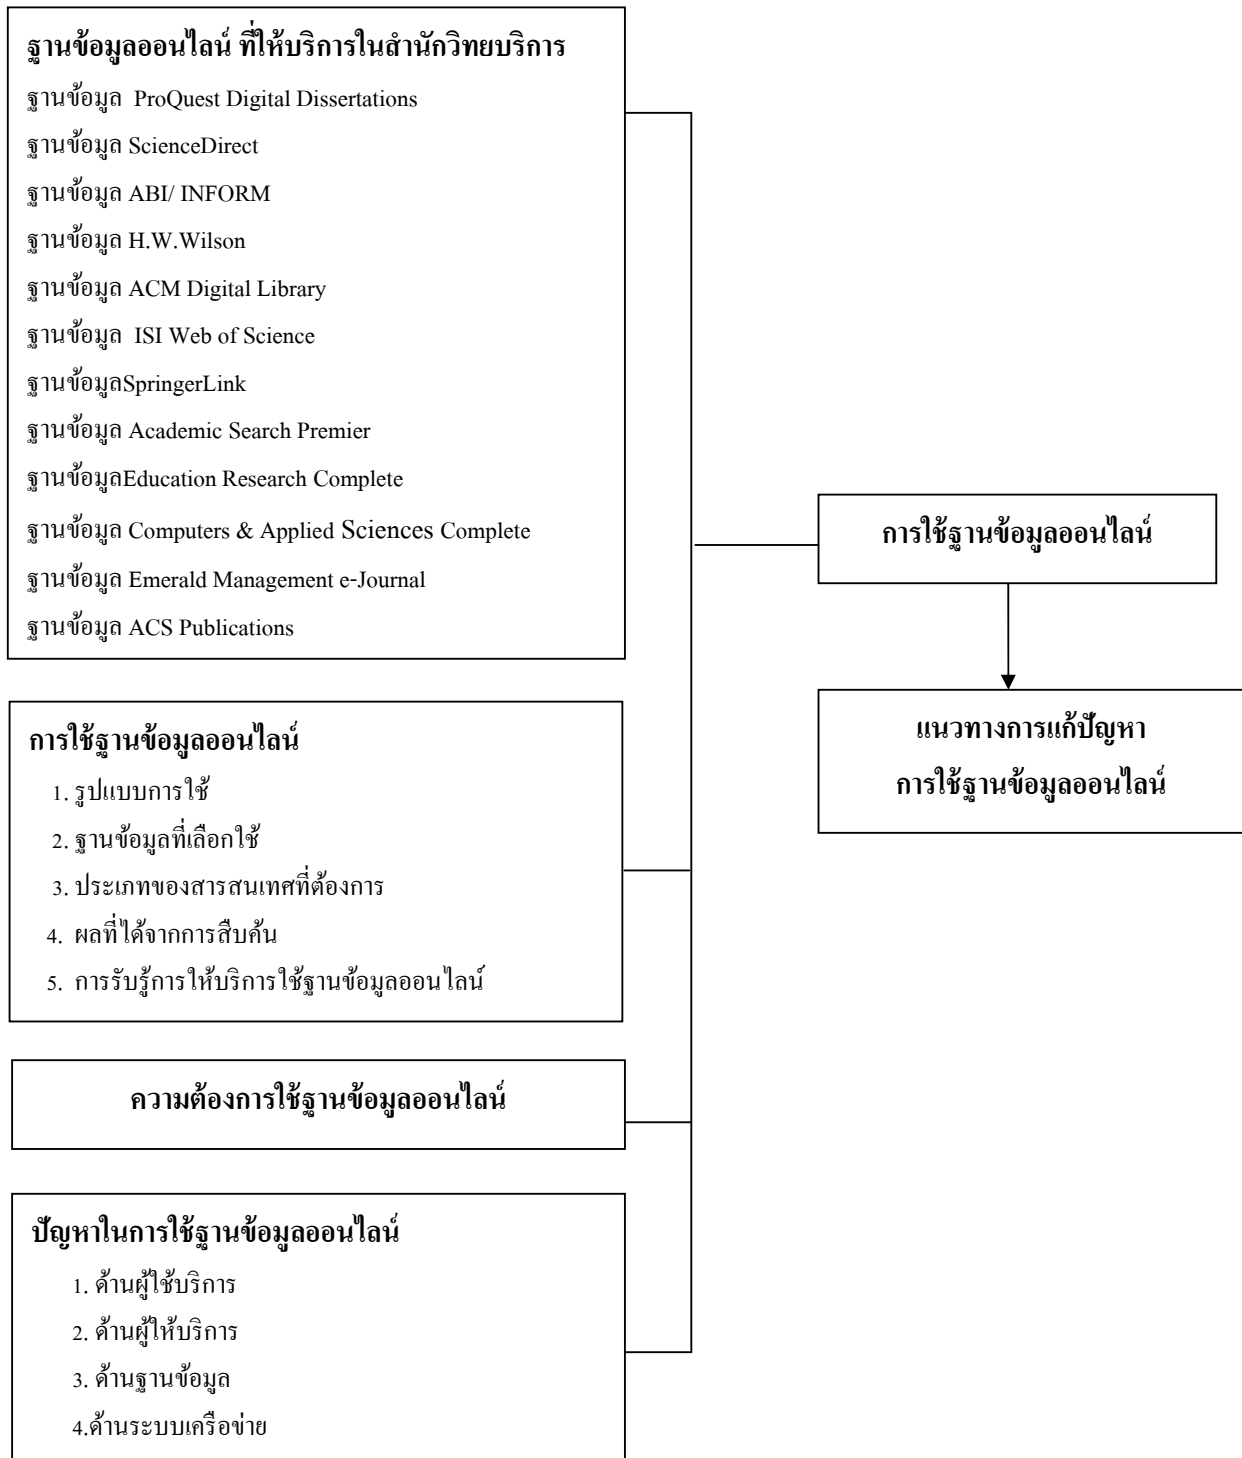 ฐานข้อมูลออนไลน์ ที่ให้บริการในสำนักวิทยบริการ
ฐานข้อมูล  ProQuest Digital Dissertations
ฐานข้อมูล ScienceDirect
ฐานข้อมูล ABI/ INFORM
ฐานข้อมูล H.W.Wilson
ฐานข้อมูล ACM Digital Library
ฐานข้อมูล  ISI Web of Science
ฐานข้อมูลSpringerLink
ฐานข้อมูล Academic Search Premier
ฐานข้อมูลEducation Research Complete
ฐานข้อมูล Computers & Applied Sciences Complete
ฐานข้อมูล Emerald Management e-Journal
ฐานข้อมูล ACS Publications
การใช้ฐานข้อมูลออนไลน์
1. รูปแบบการใช้
2. ฐานข้อมูลที่เลือกใช้
3. ประเภทของสารสนเทศที่ต้องการ
4.  ผลที่ได้จากการสืบค้น
5.  การรับรู้การให้บริการใช้ฐานข้อมูลออนไลน์
ความต้องการใช้ฐานข้อมูลออนไลน์
ปัญหาในการใช้ฐานข้อมูลออนไลน์
1. ด้านผู้ใช้บริการ
2. ด้านผู้ให้บริการ
3. ด้านฐานข้อมูล
4.ด้านระบบเครือข่าย
การใช้ฐานข้อมูลออนไลน์
แนวทางการแก้ปัญหา
การใช้ฐานข้อมูลออนไลน์